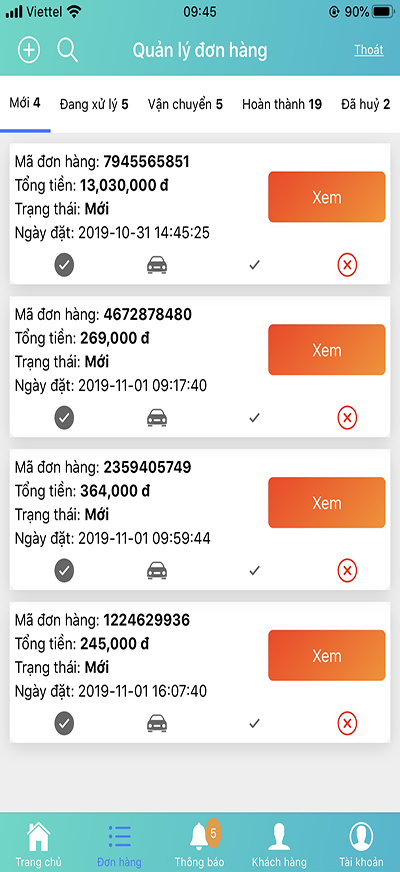 Viettel 09:45 90%
Quản lý đơn hàng Thoát
Mới 4 Đang xử lý 5 Vận chuyển 5 Hoàn thành 19 Đã huỷ 2
Mã đơn hàng: 7945565851
Tổng tiền: 13,030,000 đ
Xem
Trạng thái: Mới
Ngày đặt: 2019-10-31 14:45:25
Mã đơn hàng: 4672878480
Tổng tiền: 269,000 đ
Xem
Trạng thái: Mới
Ngày đặt: 2019-11-01 09:17:40
Mã đơn hàng: 2359405749
Tổng tiền: 364,000 đ
Xem
Trạng thái: Mới
Ngày đặt: 2019-11-01 09:59:44
Mã đơn hàng: 1224629936
Tổng tiền: 245,000 đ
Xem
Trạng thái: Mới
Ngày đặt: 2019-11-01 16:07:40
5
Trang chủ Đơn hàng Thông báo Khách hàng Tài khoản